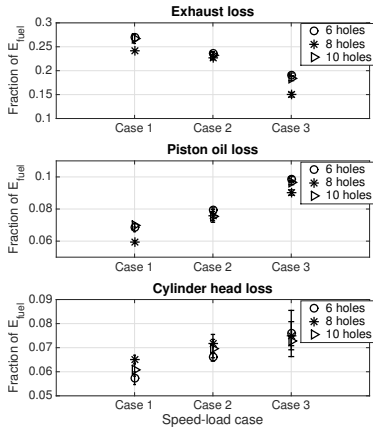 Exhaust loss
Fraction of E_fuel
0.3
0.25
0.2
0.15
0.1
6 holes
8 holes
10 holes
Case 1 Case 2 Case 3
Piston oil loss
Fraction of E_fuel
0.1
0.08
0.06
6 holes
8 holes
10 holes
Case 1 Case 2 Case 3
Cylinder head loss
Fraction of E_fuel
0.09
0.08
0.07
0.06
0.05
6 holes
8 holes
10 holes
Case 1 Case 2 Case 3
Speed-load case